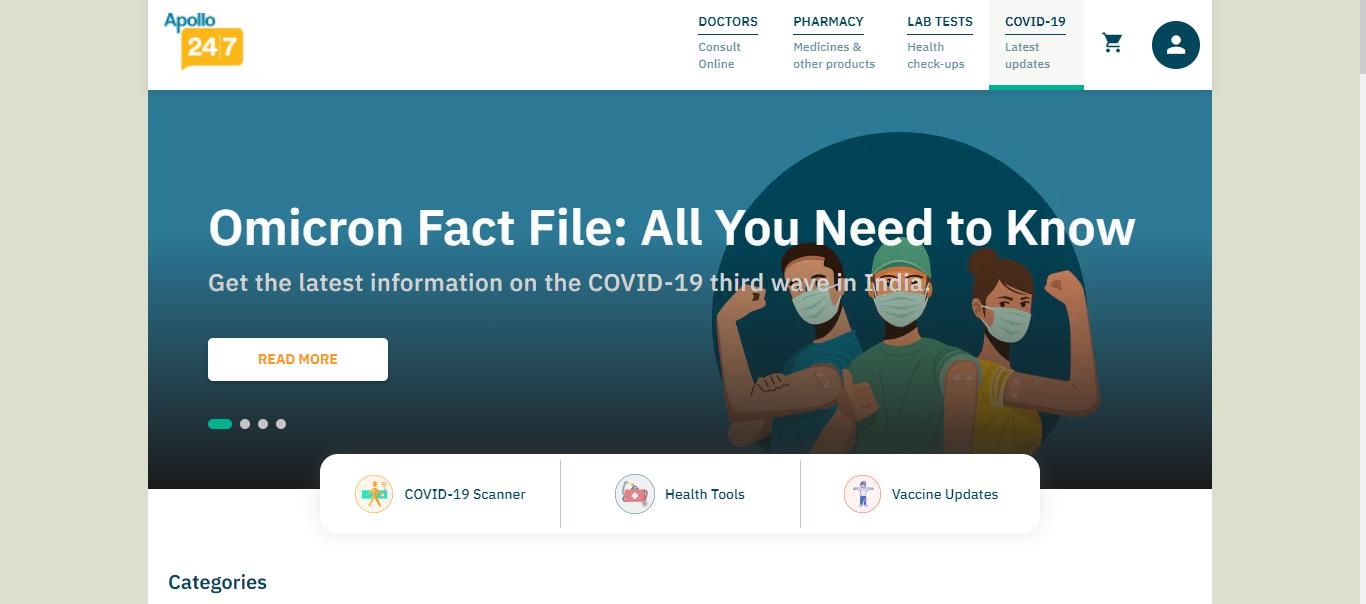 Apollo
24|7
DOCTORS
Consult
Online
PHARMACY
Medicines &
other products
LAB TESTS
Health
check-ups
COVID-19
Latest
updates
Omicron Fact File: All You Need to Know
Get the latest information on the COVID-19 third wave in India.
READ MORE
COVID-19 Scanner
Health Tools
Vaccine Updates
Categories